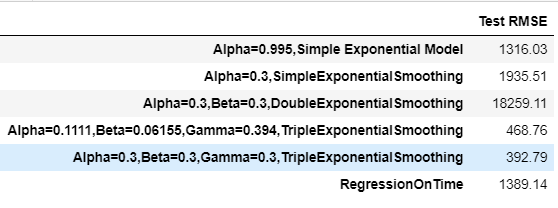 Test RMSE
Alpha=0.995,Simple Exponential Model 1316.03
Alpha=0.3,SimpleExponentialSmoothing 1935.51
Alpha=0.3,Beta=0.3,DoubleExponentialSmoothing 18259.11
Alpha=0.1111,Beta=0.06155,Gamma=0.394,TripleExponentialSmoothing 468.76
Alpha=0.3,Beta=0.3,Gamma=0.3,TripleExponentialSmoothing 392.79
RegressionOnTime 1389.14